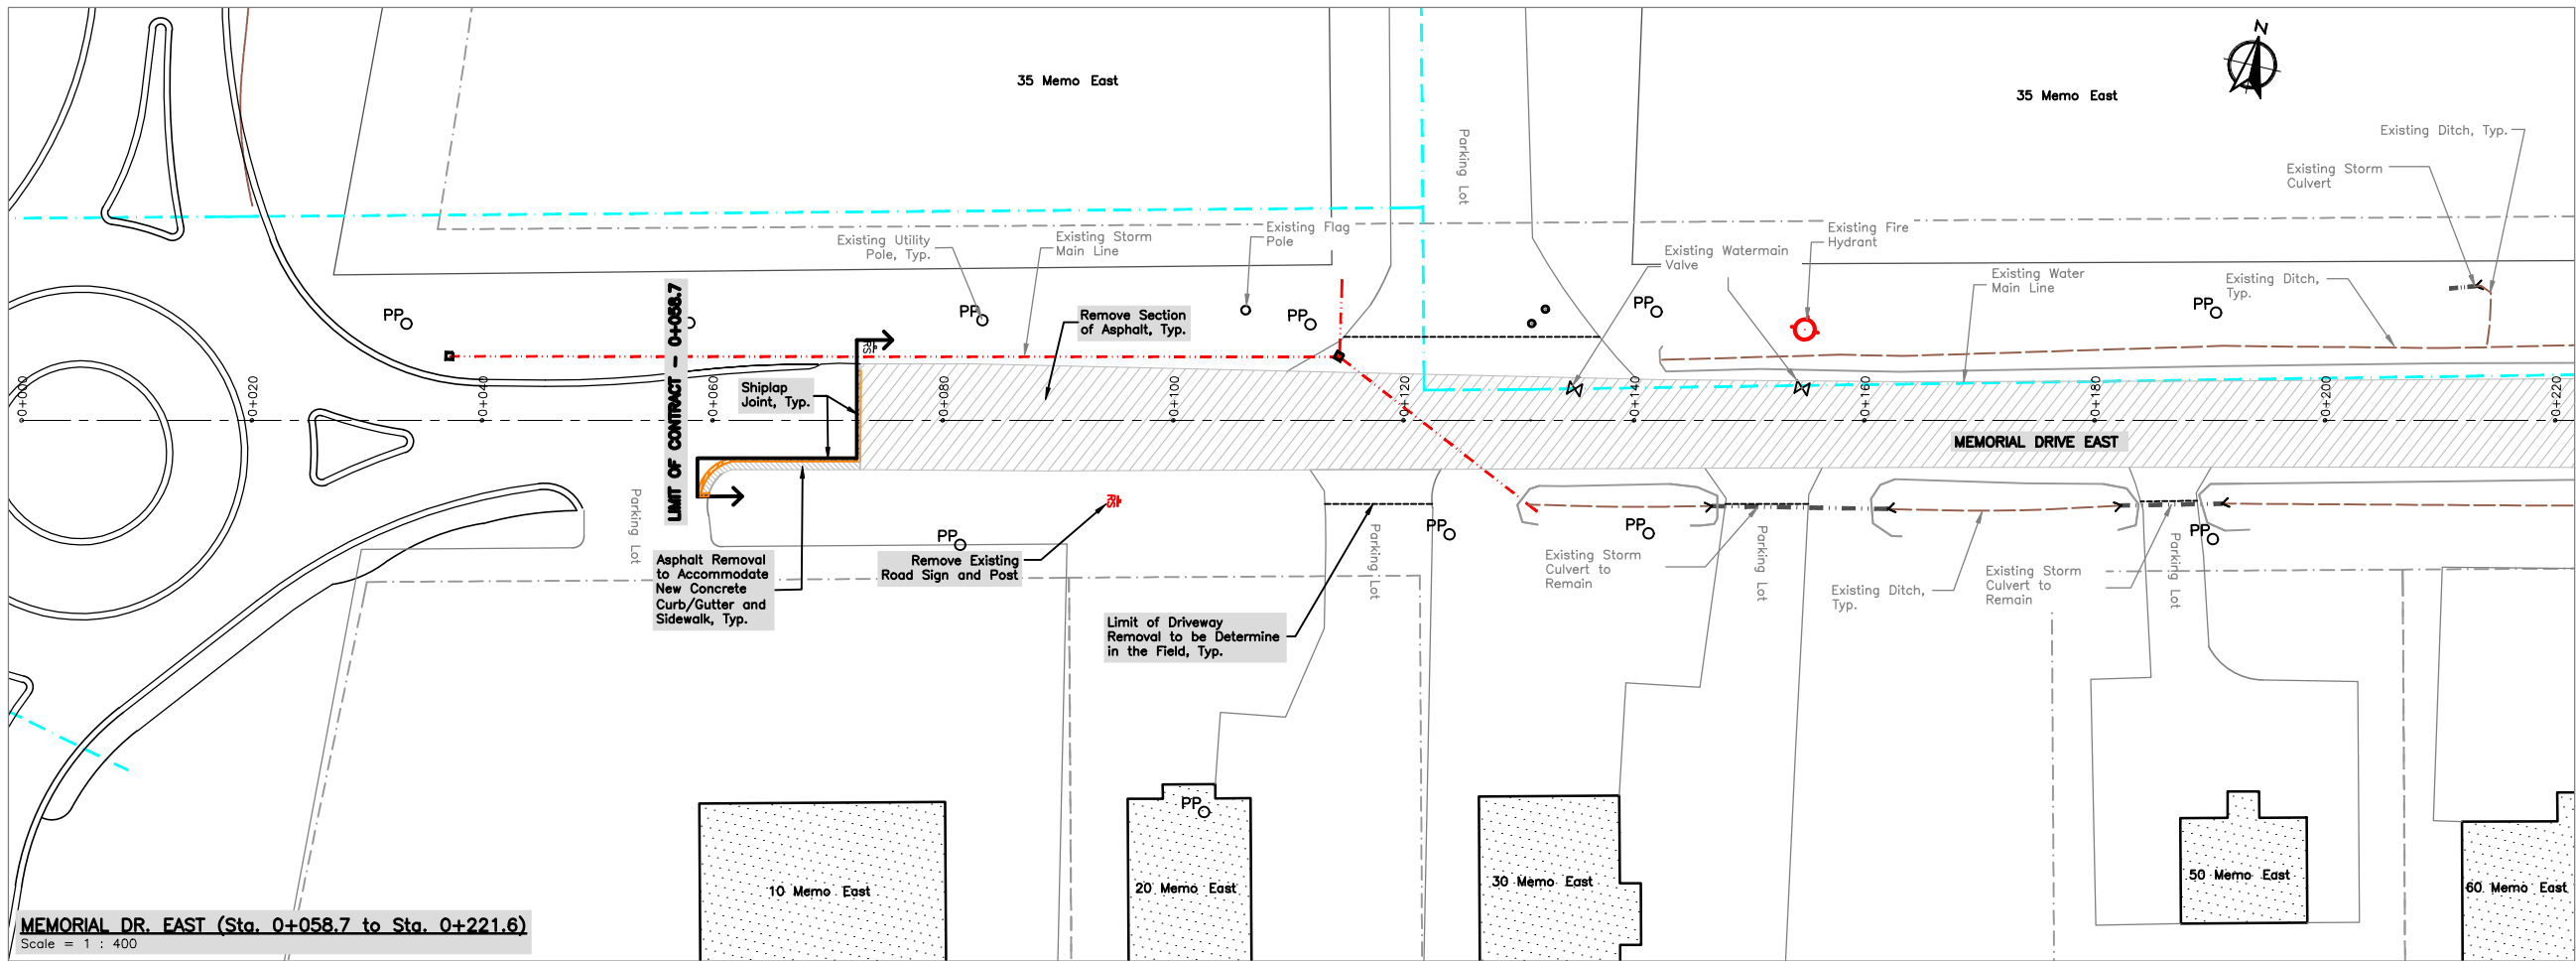 N
35 Memo East
35 Memo East
Existing Ditch, Typ.
Existing Storm
Culvert
Parking Lot
Existing Utility
Pole, Typ.
Existing Storm
Main Line
Existing Flag
Pole
Existing Watermain
Valve
Existing Fire
Hydrant
Existing Water
Main Line
Existing Ditch,
Typ.
PP
PP
PP
PP
PP
LIMIT OF CONTRACT - 0+058.7
Remove Section
of Asphalt, Typ.
RS
Shiplap
Joint, Typ.
0+000
0+020
0+040
0+060
0+080
0+100
0+120
0+140
0+160
0+180
0+200
0+220
MEMORIAL DRIVE EAST
Parking Lot
RS
PP
PP
PP
PP
Asphalt Removal
to Accommodate
New Concrete
Curb/Gutter and
Sidewalk, Typ.
Remove Existing
Road Sign and Post
Parking Lot
Existing Storm
Culvert to
Remain
Parking Lot
Existing Ditch,
Typ.
Existing Storm
Culvert to
Remain
Parking Lot
Limit of Driveway
Removal to be Determine
in the Field, Typ.
PP
10 Memo East
20 Memo East
30 Memo East
50 Memo East
60 Memo East
MEMORIAL DR. EAST (Sta. 0+058.7 to Sta. 0+221.6)
Scale = 1 : 400